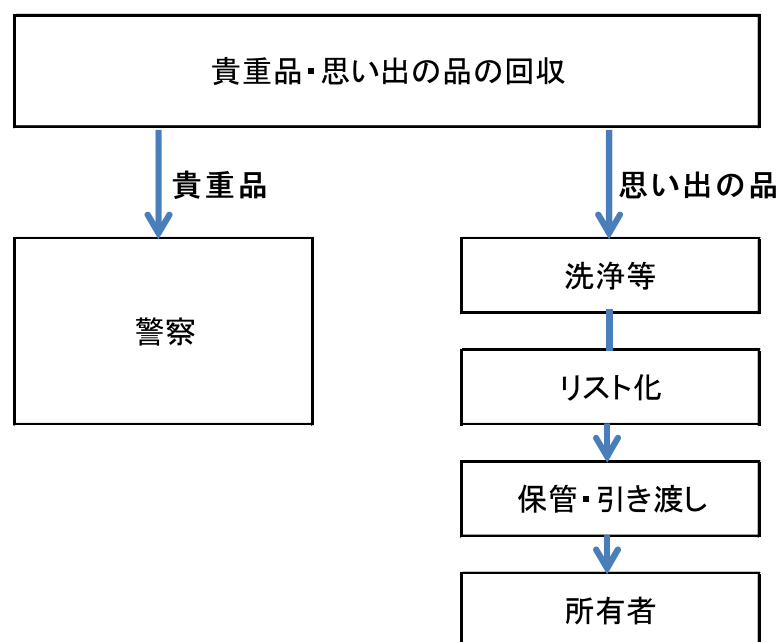 貴重品・思い出の品の回収
貴重品
思い出の品
警察
洗浄等
リスト化
保管・引き渡し
所有者